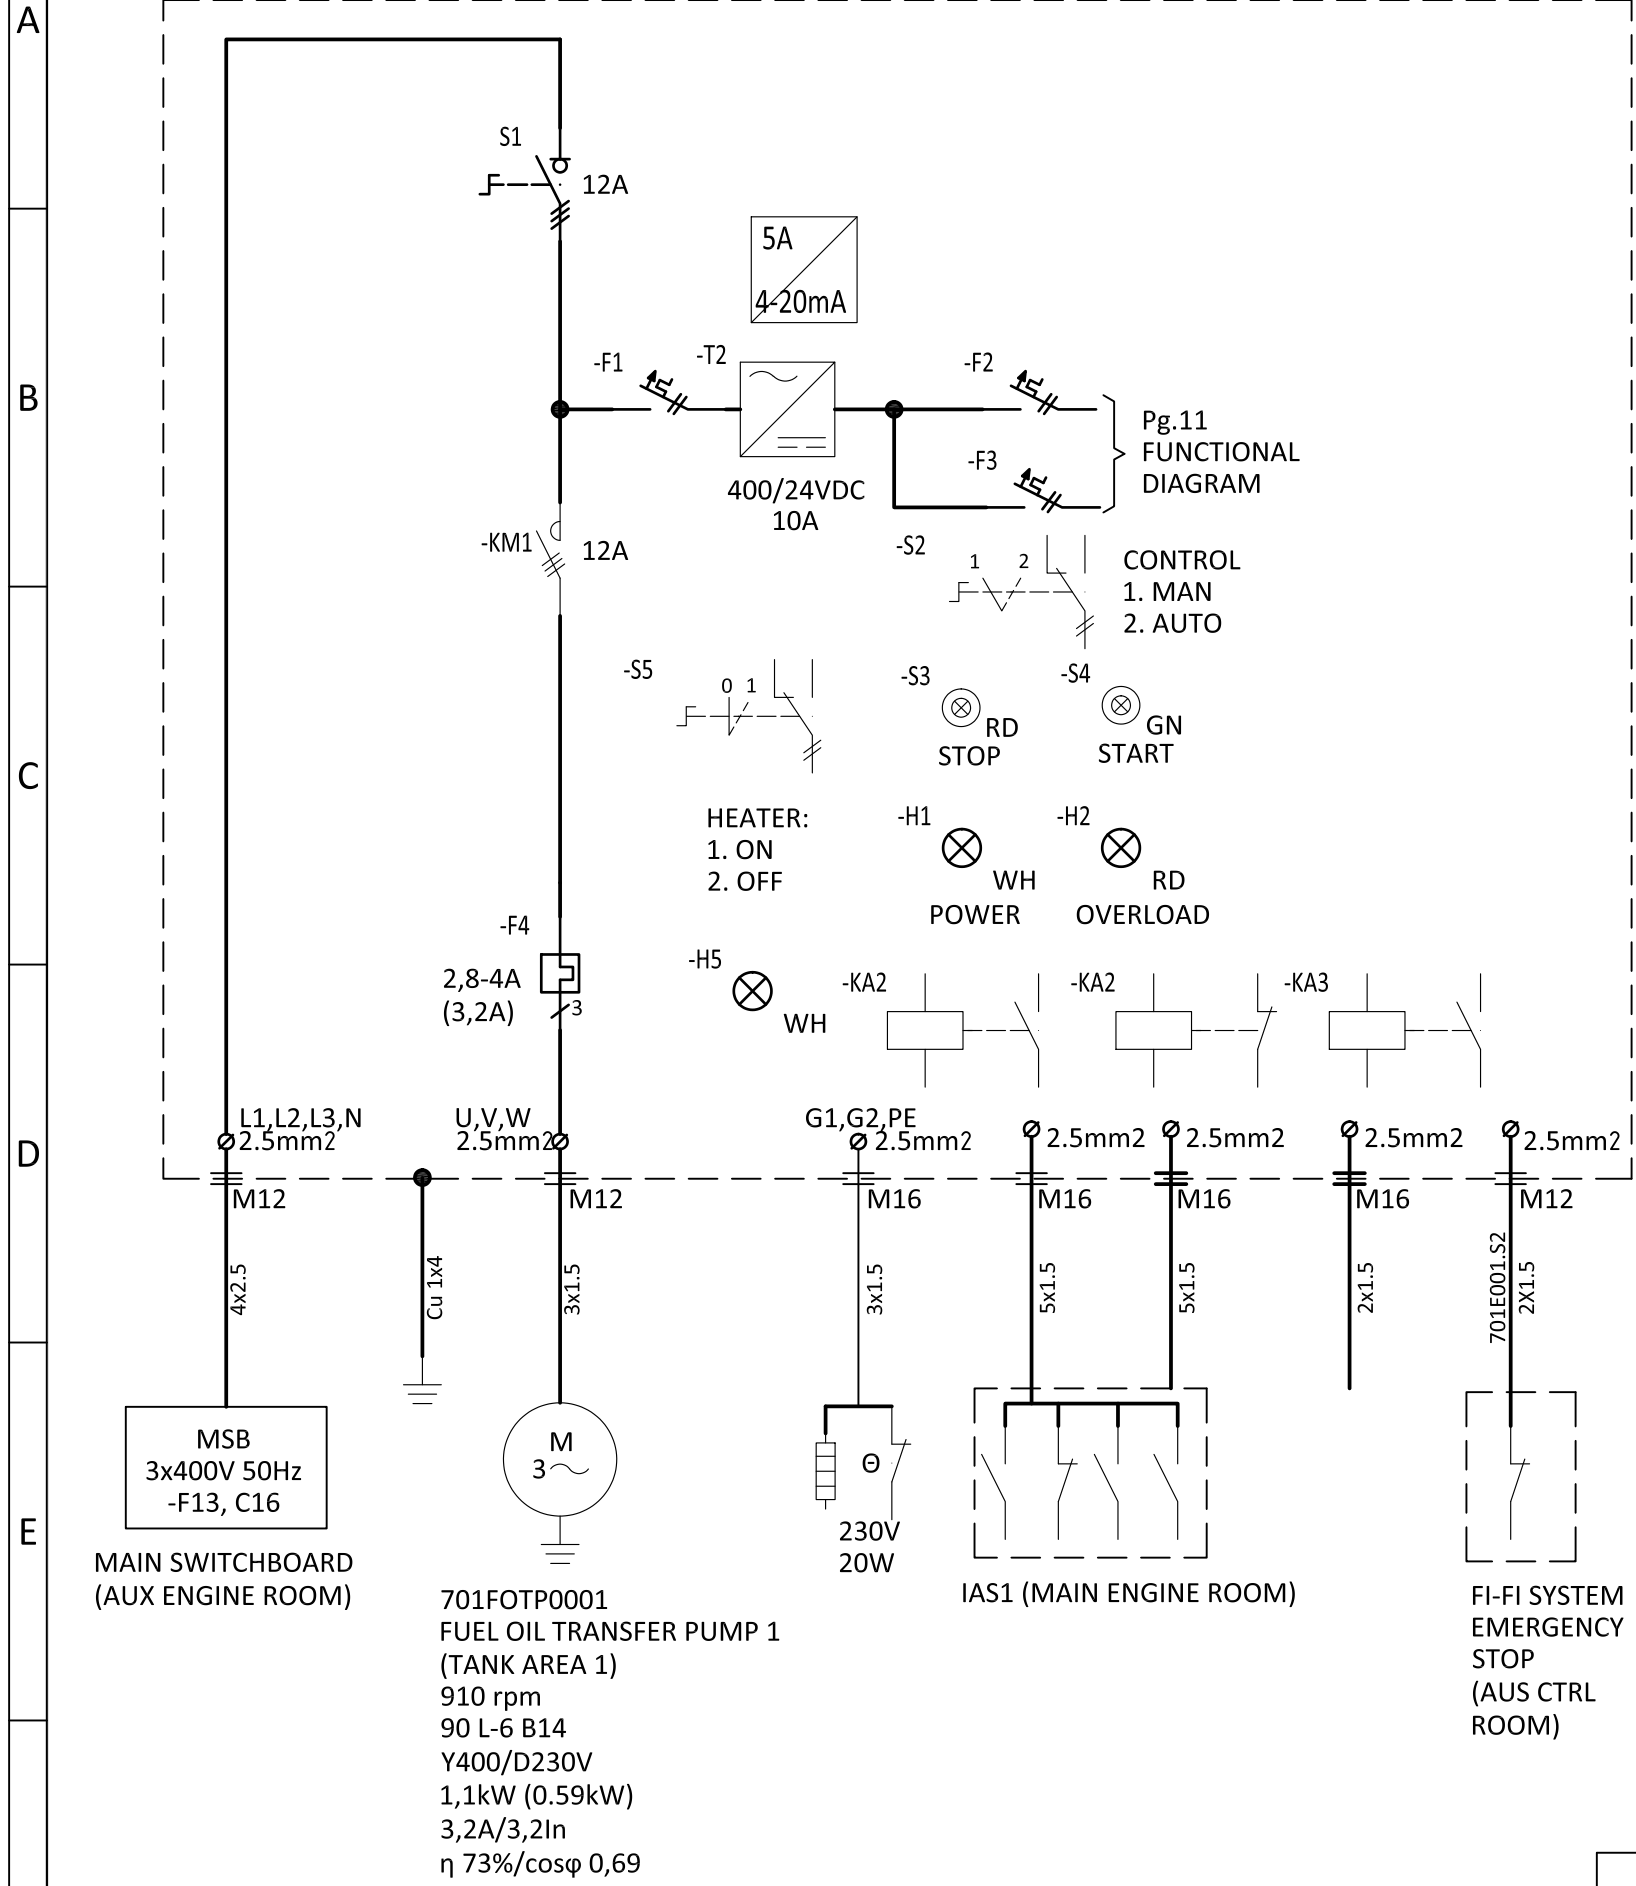 A
S1
12A
5A
4-20mA
B
-F1
-T2
-F2
Pg.11
FUNCTIONAL
DIAGRAM
-F3
400/24VDC
10A
-KM1
12A
-S2
1 2
CONTROL
1. MAN
2. AUTO
C
-S5
0 1
-S3
RD
STOP
-S4
GN
START
HEATER:
1. ON
2. OFF
-H1
WH
POWER
-H2
RD
OVERLOAD
-F4
2,8-4A
(3,2A)
3
-H5
WH
-KA2
-KA2
-KA3
D
L1,L2,L3,N
2.5mm2
U,V,W
2.5mm2
G1,G2,PE
2.5mm2
2.5mm2
2.5mm2
2.5mm2
2.5mm2
M12
M12
M16
M16
M16
M16
M12
4x2.5
Cu 1x4
3x1.5
3x1.5
5x1.5
5x1.5
2x1.5
701E001.S2
2X1.5
E
MSB
3x400V 50Hz
-F13, C16
MAIN SWITCHBOARD
(AUX ENGINE ROOM)
M
3
701FOTP0001
FUEL OIL TRANSFER PUMP 1
(TANK AREA 1)
910 rpm
90 L-6 B14
Y400/D230V
1,1kW (0.59kW)
3,2A/3,2In
η 73%/cosφ 0,69
Θ
230V
20W
IAS1 (MAIN ENGINE ROOM)
FI-FI SYSTEM
EMERGENCY
STOP
(AUS CTRL
ROOM)